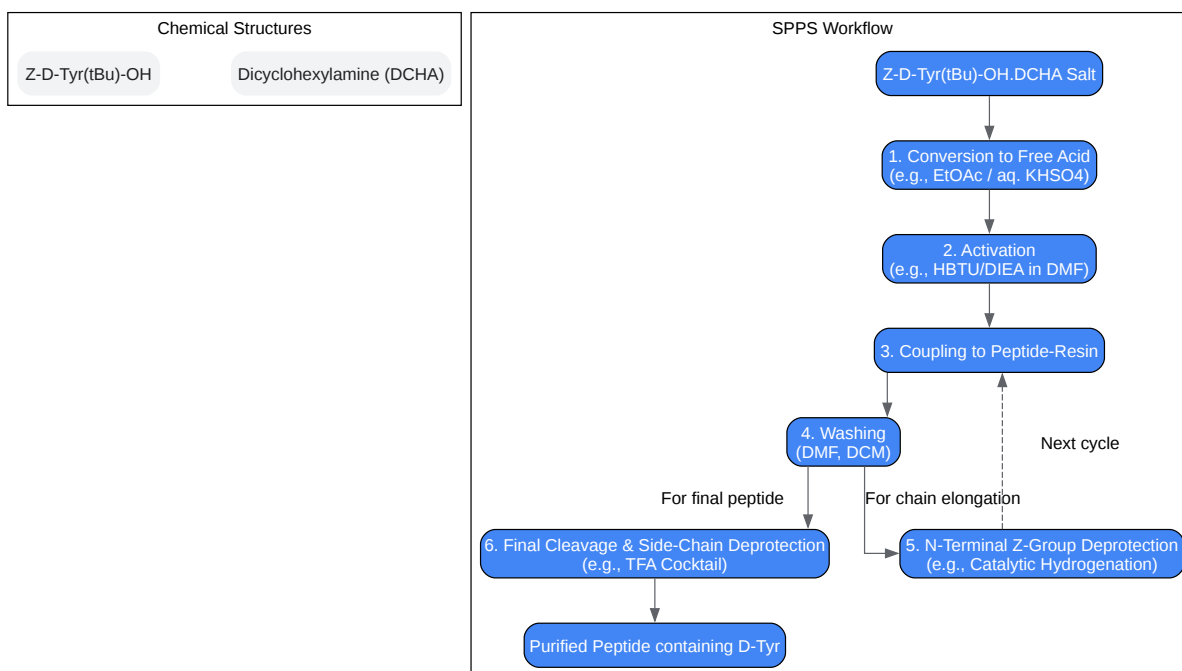 Chemical Structures
Z-D-Tyr(tBu)-OH
Dicyclohexylamine (DCHA)
SPPS Workflow
Z-D-Tyr(tBu)-OH.DCHA Salt
1. Conversion to Free Acid
(e.g., EtOAc / aq. KHSO4)
2. Activation
(e.g., HBTU/DIEA in DMF)
3. Coupling to Peptide-Resin
4. Washing
(DMF, DCM)
Next cycle
For final peptide
For chain elongation
6. Final Cleavage & Side-Chain Deprotection
(e.g., TFA Cocktail)
5. N-Terminal Z-Group Deprotection
(e.g., Catalytic Hydrogenation)
Purified Peptide containing D-Tyr